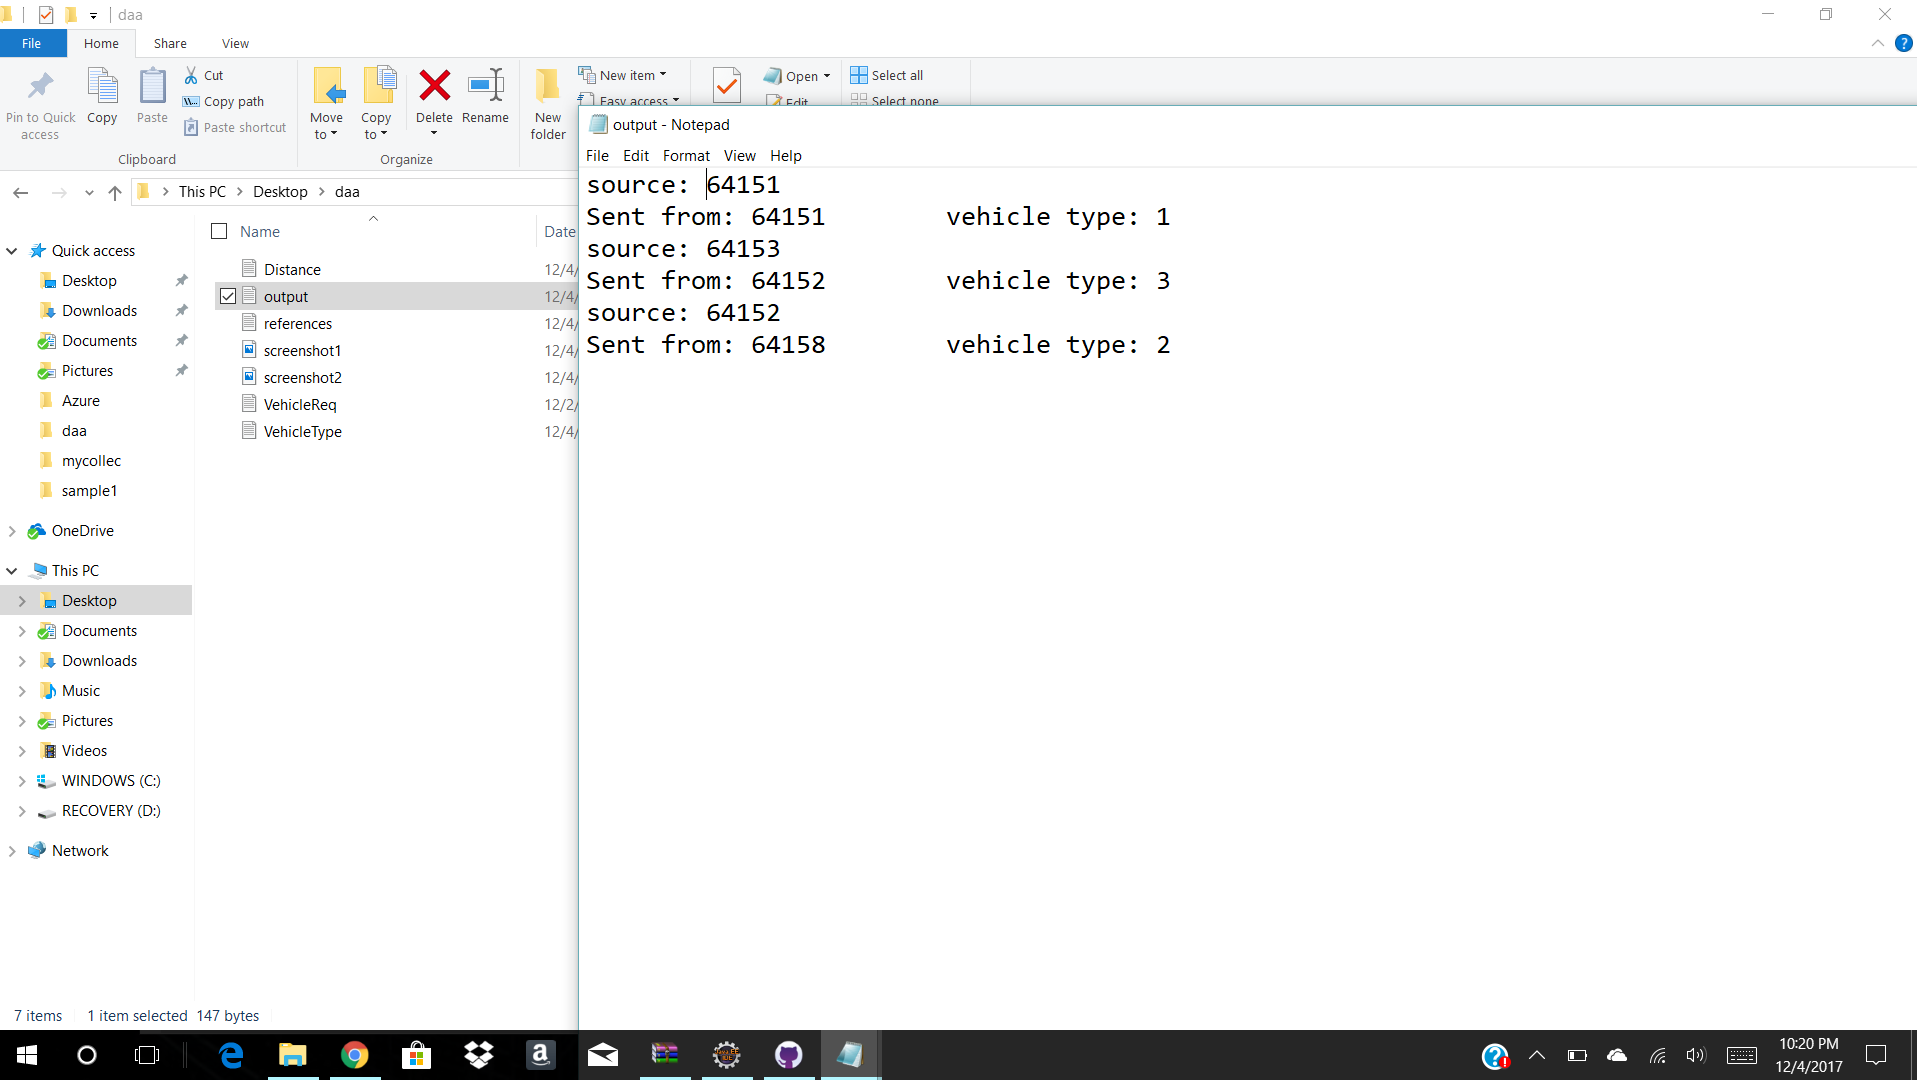 daa
File Home Share View
Pin to Quick access
Copy
Paste
Cut
Copy path
Paste shortcut
Clipboard
Move to
Copy to
Delete
Rename
Organize
New folder
New item
Easy access
Open
Edit
Select all
Select none
This PC > Desktop > daa
Name Date
Distance 12/4/
output 12/4/
references 12/4/
screenshot1 12/4/
screenshot2 12/4/
VehicleReq 12/2/
VehicleType 12/4/
Quick access
Desktop
Downloads
Documents
Pictures
Azure
daa
mycollec
sample1
OneDrive
This PC
Desktop
Documents
Downloads
Music
Pictures
Videos
WINDOWS (C:)
RECOVERY (D:)
Network
7 items 1 item selected 147 bytes
output - Notepad
File Edit Format View Help
source: 64151
Sent from: 64151 vehicle type: 1
source: 64153
Sent from: 64152 vehicle type: 3
source: 64152
Sent from: 64158 vehicle type: 2
10:20 PM
12/4/2017